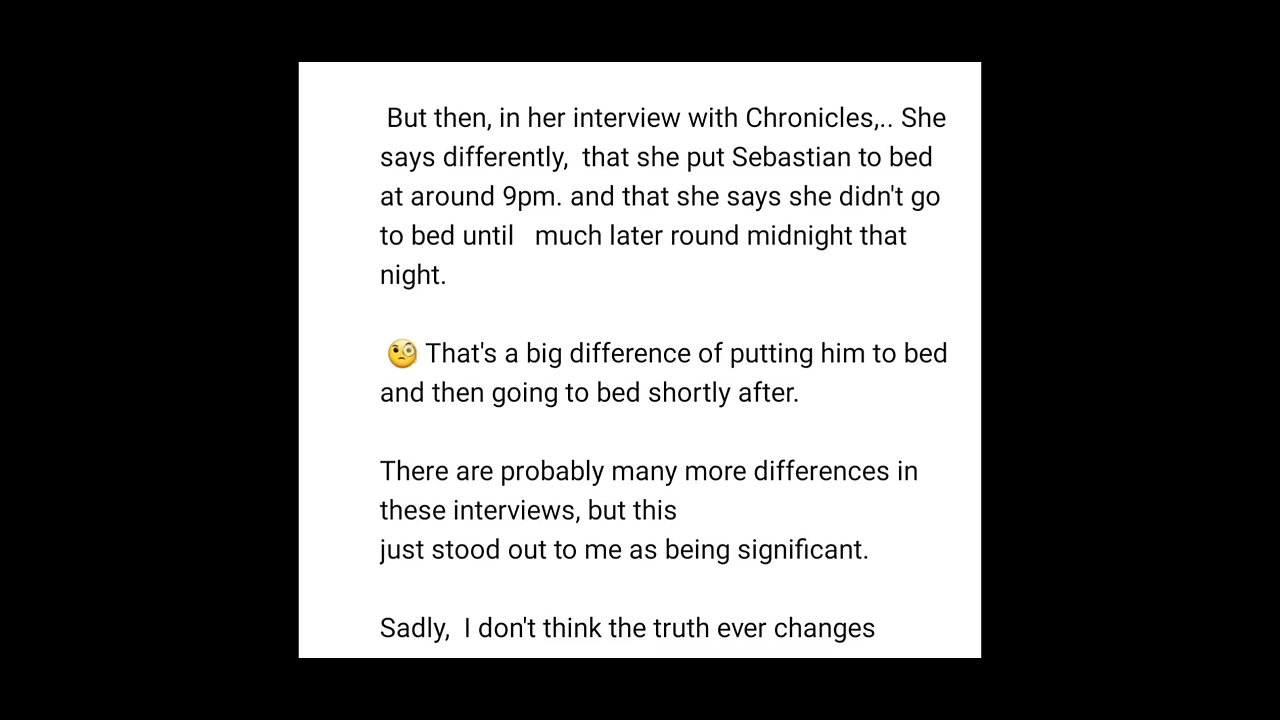 But then, in her interview with Chronicles,.. She
says differently,  that she put Sebastian to bed
at around 9pm. and that she says she didn't go
to bed until   much later round midnight that
night.
🧐 That's a big difference of putting him to bed
and then going to bed shortly after.
There are probably many more differences in
these interviews, but this
just stood out to me as being significant.
Sadly,  I don't think the truth ever changes